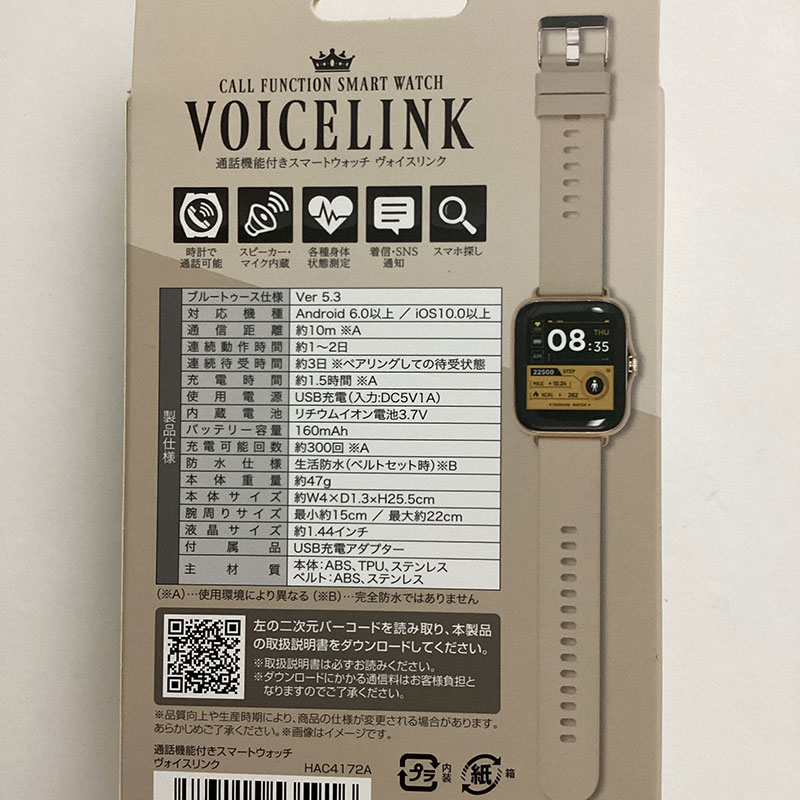 CALL FUNCTION SMART WATCH
VOICELINK
通話機能付きスマートウォッチ ヴォイスリンク
時計で
通話可能
スピーカー・
マイク内蔵
各種身体
状態測定
着信・SNS
通知
スマホ探し
製品仕様
ブルートゥース仕様 Ver 5.3
対応機種 Android 6.0以上 ／ iOS10.0以上
通信距離 約10m ※A
連続動作時間 約1〜2日
連続待受時間 約3日 ※ペアリングしての待受状態
充電時間 約1.5時間 ※A
使用電源 USB充電（入力:DC5V1A）
内蔵電池 リチウムイオン電池3.7V
バッテリー容量 160mAh
充電可能回数 約300回 ※A
防水仕様 生活防水（ベルトセット時）※B
本体重量 約47g
本体サイズ 約W4×D1.3×H25.5cm
腕周りサイズ 最小約15cm ／ 最大約22cm
液晶サイズ 約1.44インチ
付属品 USB充電アダプター
主材質 本体：ABS、TPU、ステンレス
ベルト：ABS、ステンレス
（※A）…使用環境により異なる（※B）…完全防水ではありません
左の二次元バーコードを読み取り、本製品
の取扱説明書をダウンロードしてください。
※取扱説明書は必ずお読みください。
※ダウンロードにかかる通信料はお客様負担と
なりますのでご了承ください。
※品質向上や生産時期により、商品の仕様が変更される場合があります。
あらかじめご了承ください。※画像はイメージです。
通話機能付きスマートウォッチ
ヴォイスリンク HAC4172A
プラ 内装
紙 箱
THU
08:35
AM
22500 STEP
MILE 10.24
KCAL 362